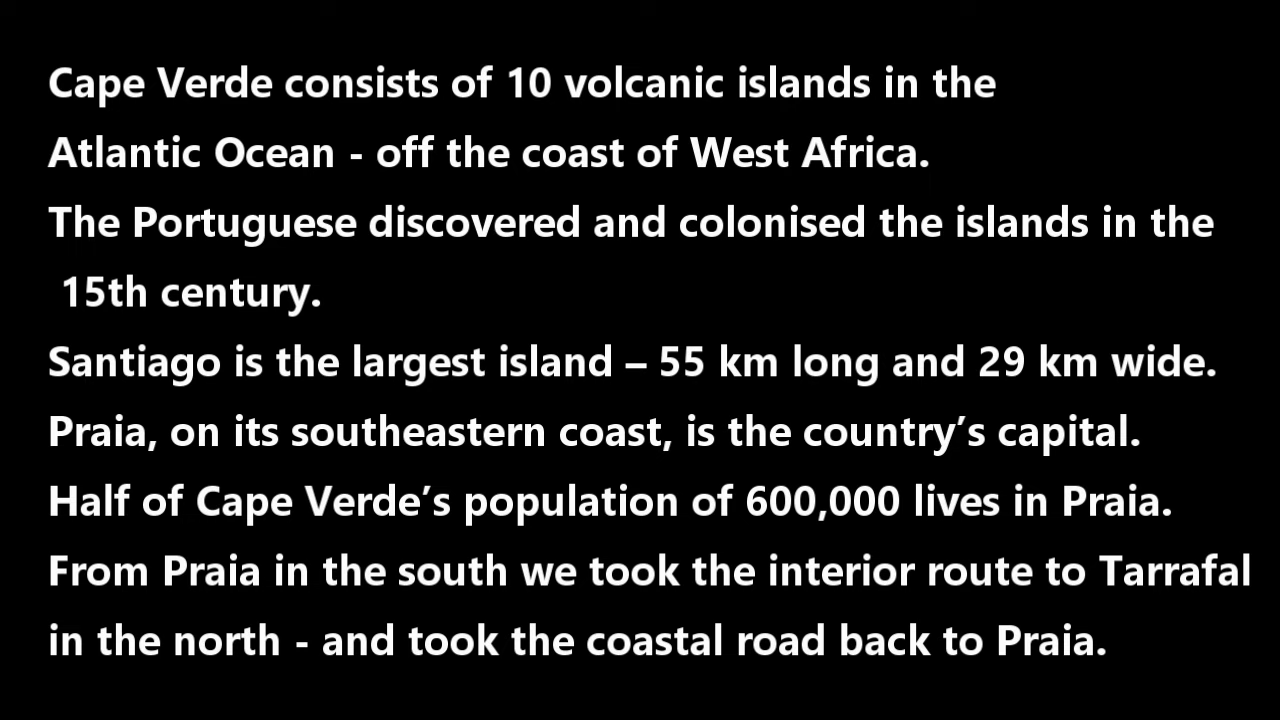 Cape Verde consists of 10 volcanic islands in the
Atlantic Ocean - off the coast of West Africa.
The Portuguese discovered and colonised the islands in the
15th century.
Santiago is the largest island – 55 km long and 29 km wide.
Praia, on its southeastern coast, is the country’s capital.
Half of Cape Verde’s population of 600,000 lives in Praia.
From Praia in the south we took the interior route to Tarrafal
in the north - and took the coastal road back to Praia.